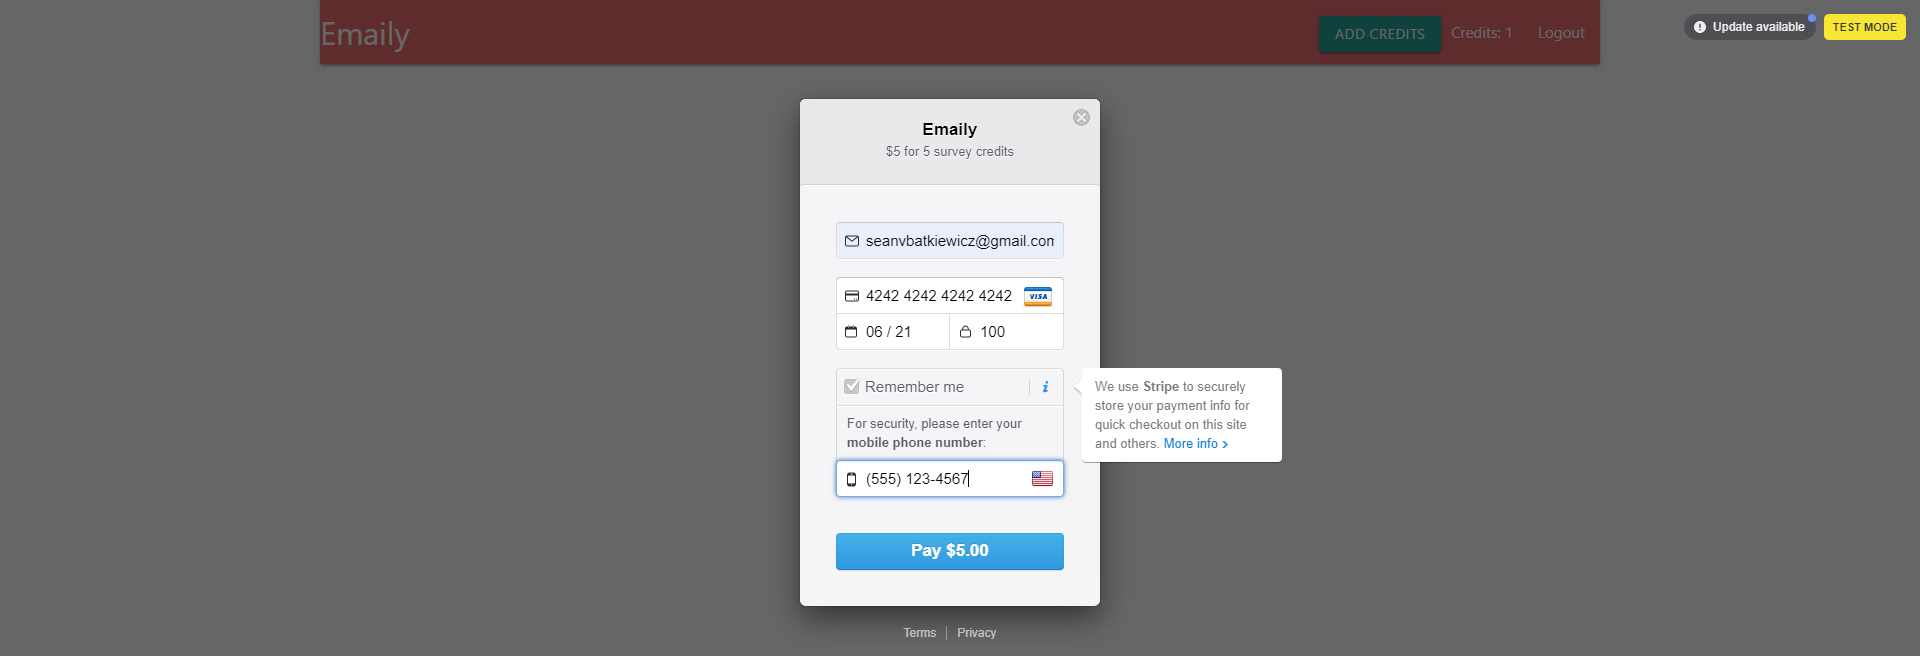 Emaily
ADD CREDITS
Credits: 1
Logout
Update available
TEST MODE
Emaily
$5 for 5 survey credits
seanvbatkiewicz@gmail.com
4242 4242 4242 4242
VISA
06 / 21
100
Remember me
For security, please enter your
mobile phone number:
(555) 123-4567
We use Stripe to securely
store your payment info for
quick checkout on this site
and others. More info ›
Pay $5.00
Terms
Privacy